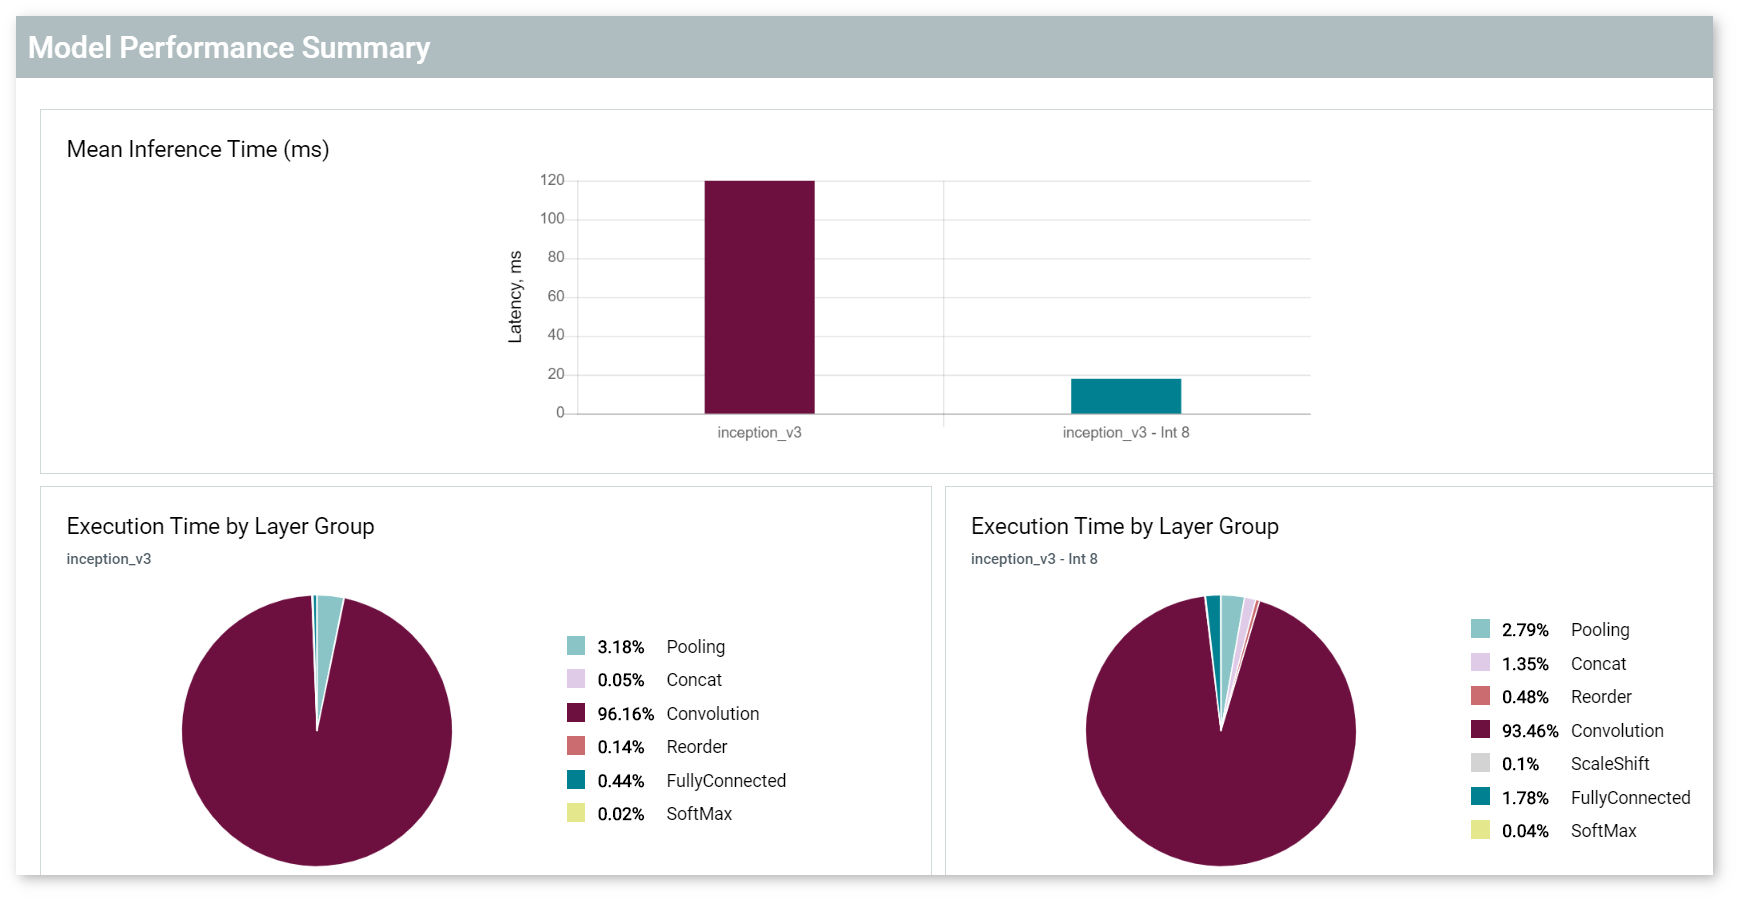 Model Performance Summary
Mean Inference Time (ms)
120
100
80
60
40
20
0
Latency, ms
inception_v3
inception_v3 - Int 8
Execution Time by Layer Group
inception_v3
3.18% Pooling
0.05% Concat
96.16% Convolution
0.14% Reorder
0.44% FullyConnected
0.02% SoftMax
Execution Time by Layer Group
inception_v3 - Int 8
2.79% Pooling
1.35% Concat
0.48% Reorder
93.46% Convolution
0.1% ScaleShift
1.78% FullyConnected
0.04% SoftMax